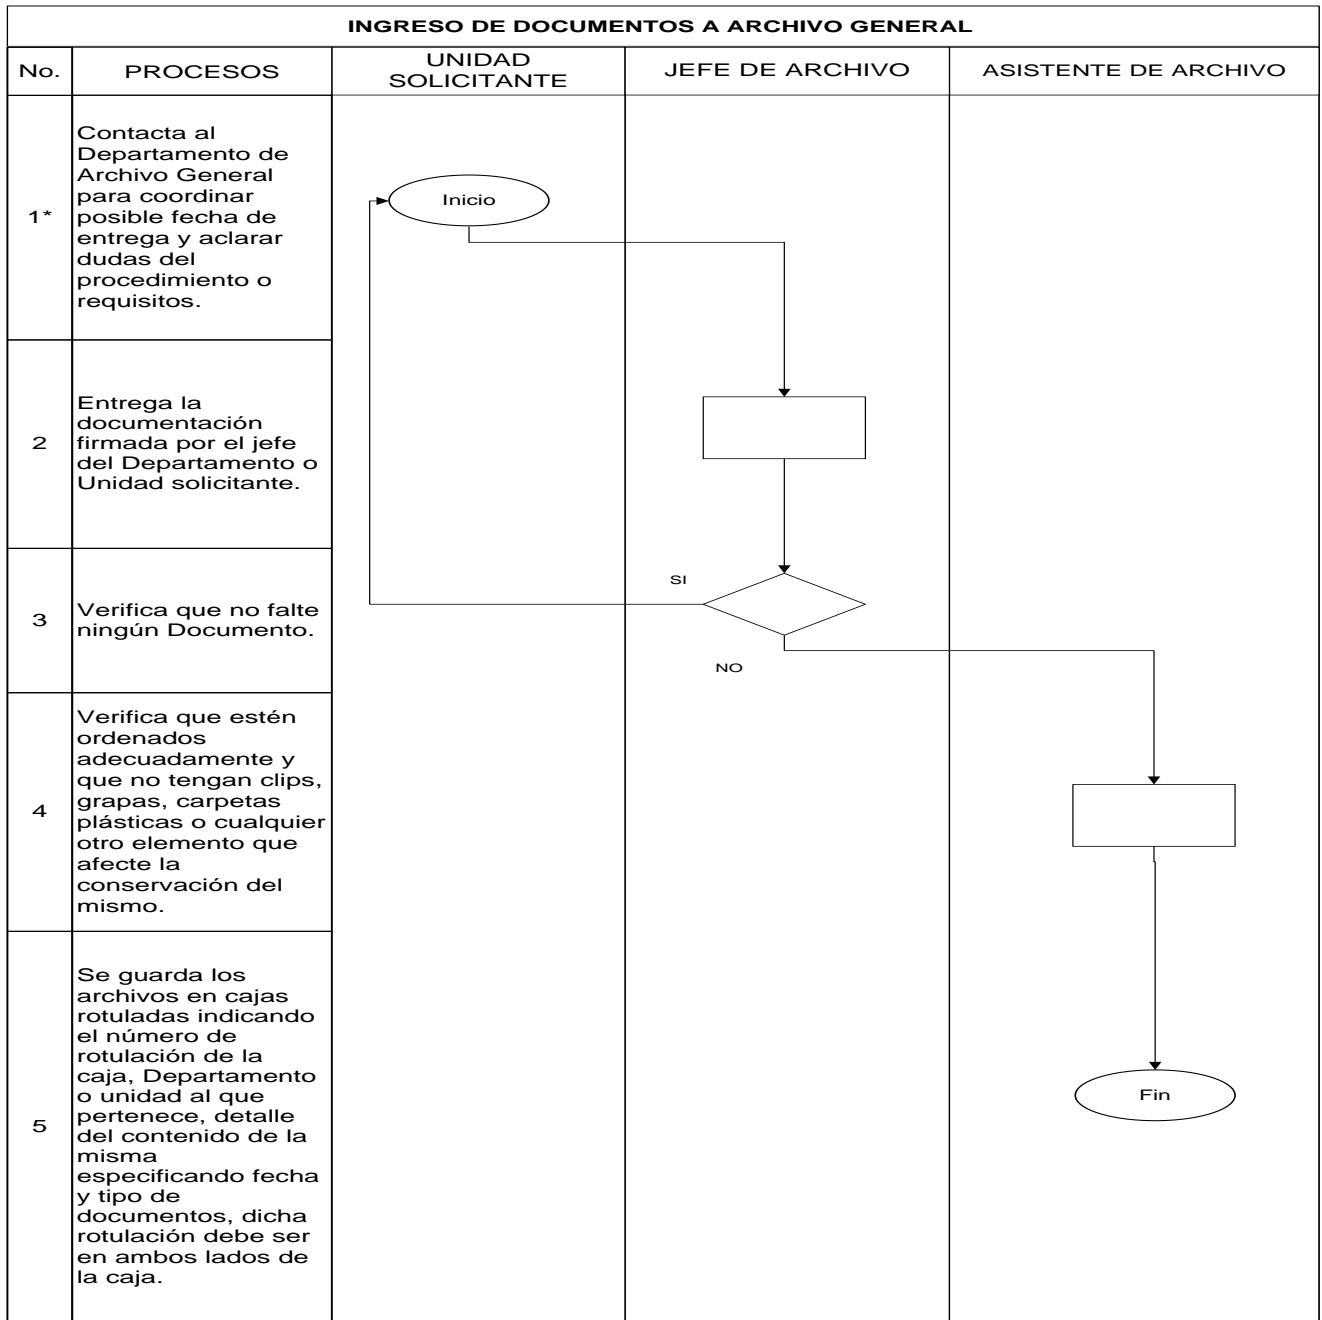 INGRESO DE DOCUMENTOS A ARCHIVO GENERAL
No.
PROCESOS
UNIDAD
SOLICITANTE
JEFE DE ARCHIVO
ASISTENTE DE ARCHIVO
1*
Contacta al
Departamento de
Archivo General
para coordinar
posible fecha de
entrega y aclarar
dudas del
procedimiento o
requisitos.
Inicio
2
Entrega la
documentación
firmada por el jefe
del Departamento o
Unidad solicitante.
3
Verifica que no falte
ningún Documento.
SI
NO
4
Verifica que estén
ordenados
adecuadamente y
que no tengan clips,
grapas, carpetas
plásticas o cualquier
otro elemento que
afecte la
conservación del
mismo.
5
Se guarda los
archivos en cajas
rotuladas indicando
el número de
rotulación de la
caja, Departamento
o unidad al que
pertenece, detalle
del contenido de la
misma
especificando fecha
y tipo de
documentos, dicha
rotulación debe ser
en ambos lados de
la caja.
Fin